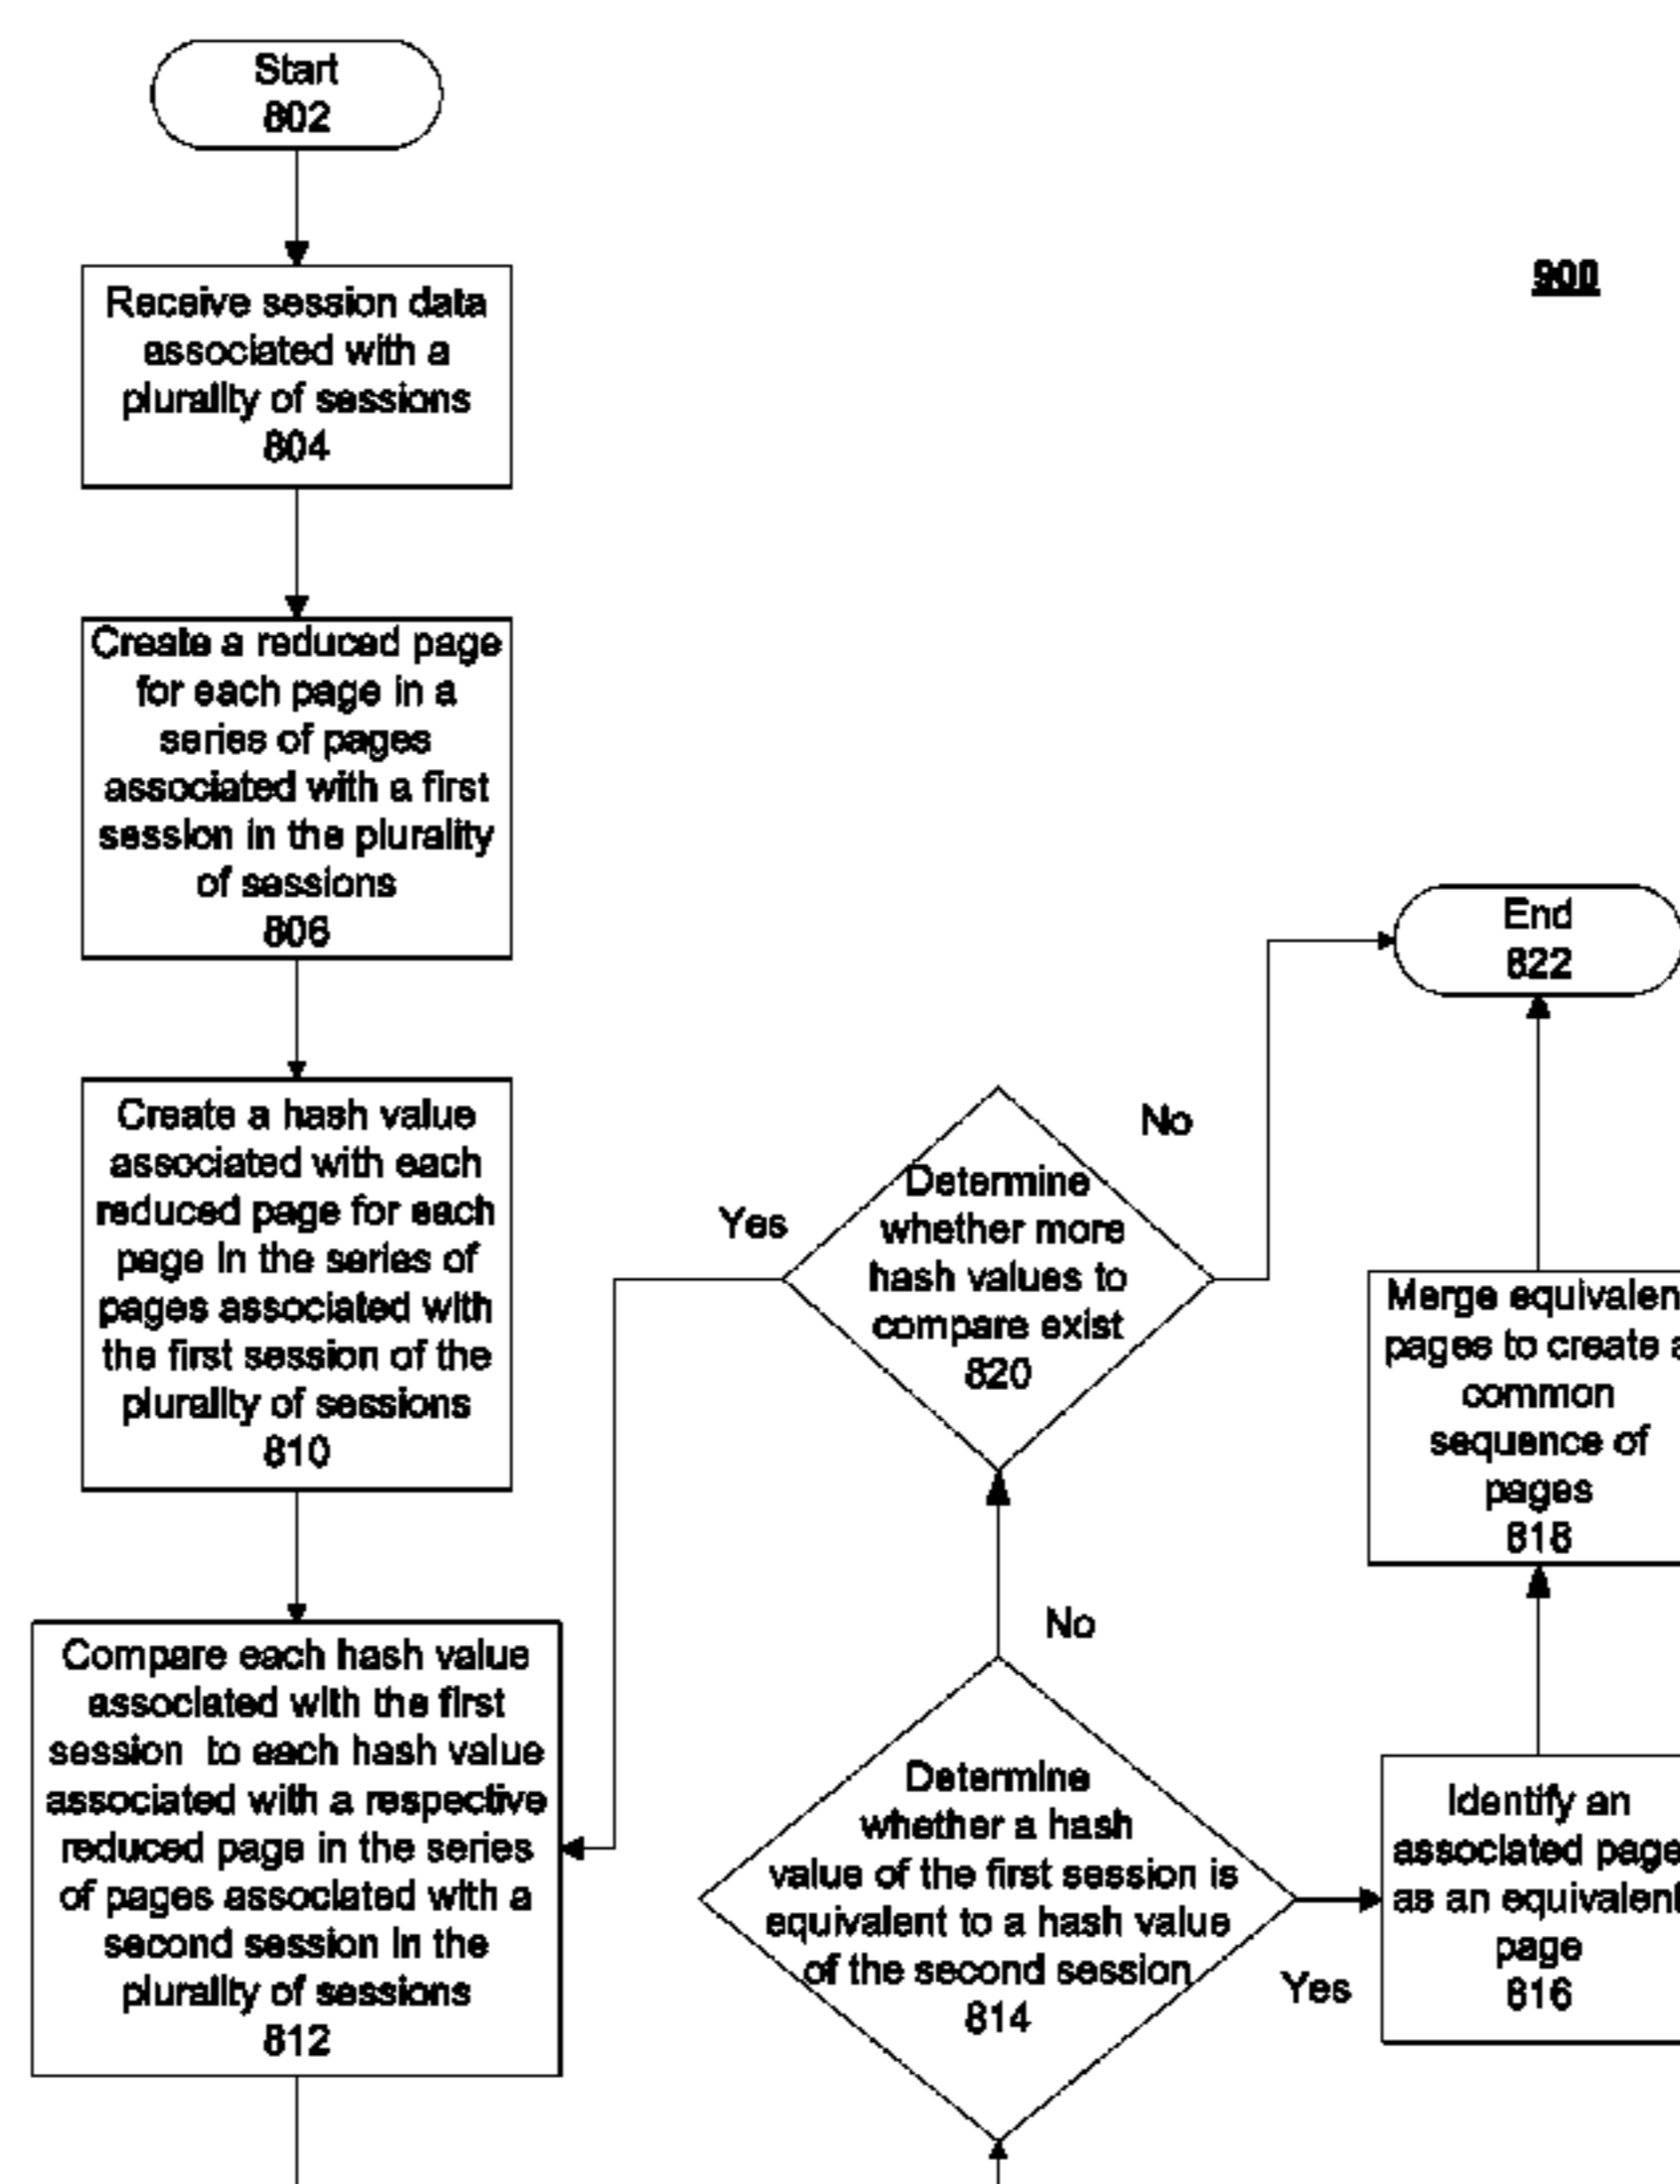 Start
802
Receive session data
associated with a
plurality of sessions
804
Create a reduced page
for each page in a
series of pages
associated with a first
session in the plurality
of sessions
806
Create a hash value
associated with each
reduced page for each
page in the series of
pages associated with
the first session of the
plurality of sessions
810
Compare each hash value
associated with the first
session to each hash value
associated with a respective
reduced page in the series
of pages associated with a
second session in the
plurality of sessions
812
900
End
822
No
Yes
Determine
whether more
hash values to
compare exist
820
Merge equivalen
pages to create a
common
sequence of
pages
818
No
Determine
whether a hash
value of the first session is
equivalent to a hash value
of the second session
814
Yes
Identify an
associated page
as an equivalent
page
816